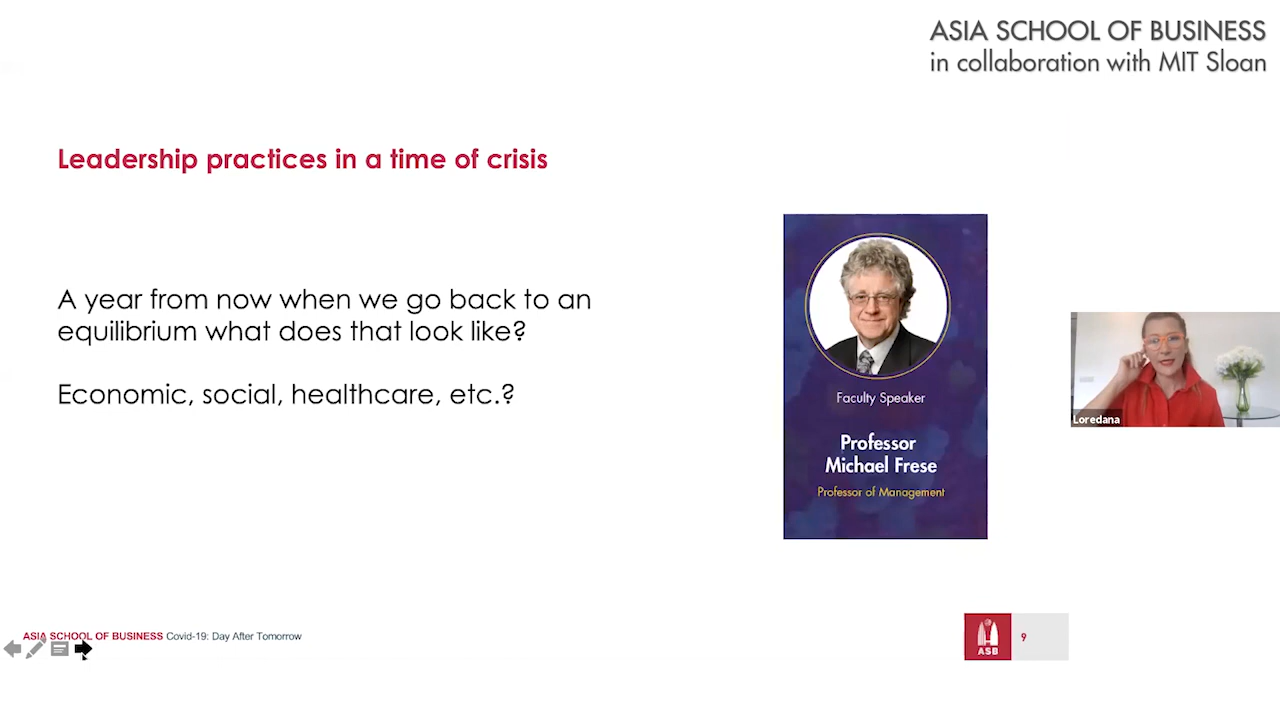 ASIA SCHOOL OF BUSINESS
in collaboration with MIT Sloan
Leadership practices in a time of crisis
A year from now when we go back to an
equilibrium what does that look like?
Economic, social, healthcare, etc.?
Faculty Speaker
Professor
Michael Frese
Professor of Management
Loredana
ASIA SCHOOL OF BUSINESS Covid-19: Day After Tomorrow
ASB
9